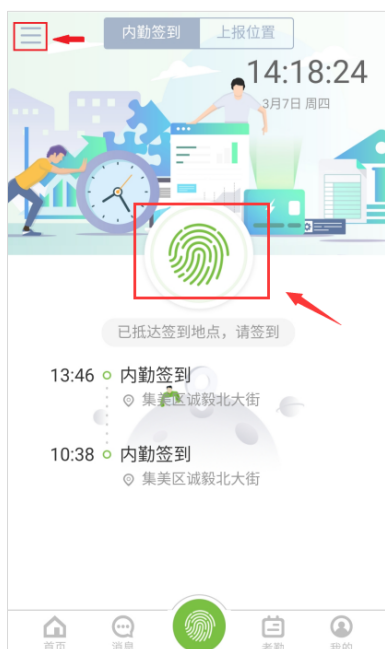 内勤签到 上报位置
14:18:24
3月7日 周四
已抵达签到地点，请签到
13:46 内勤签到
集美区诚毅北大街
10:38 内勤签到
集美区诚毅北大街
首页 消息 考勤 我的